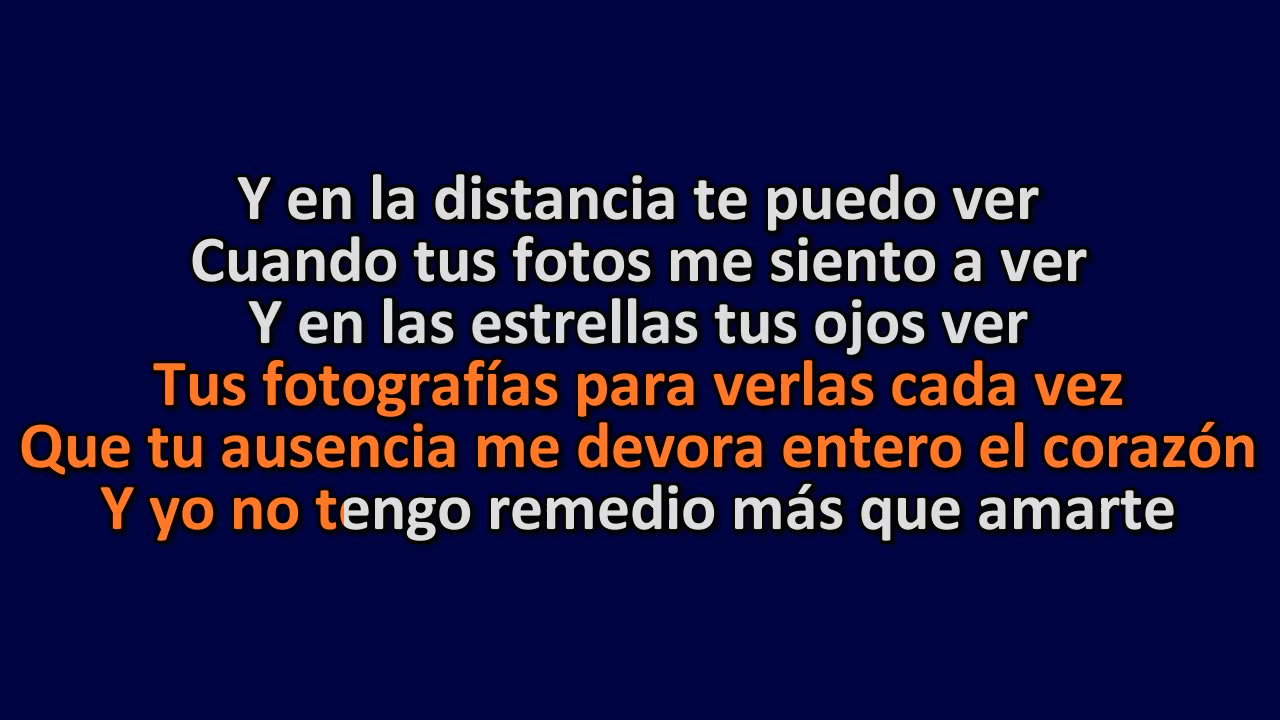 Y en la distancia te puedo ver
Cuando tus fotos me siento a ver
Y en las estrellas tus ojos ver
Tus fotografías para verlas cada vez
Que tu ausencia me devora entero el corazón
Y yo no tengo remedio más que amarte